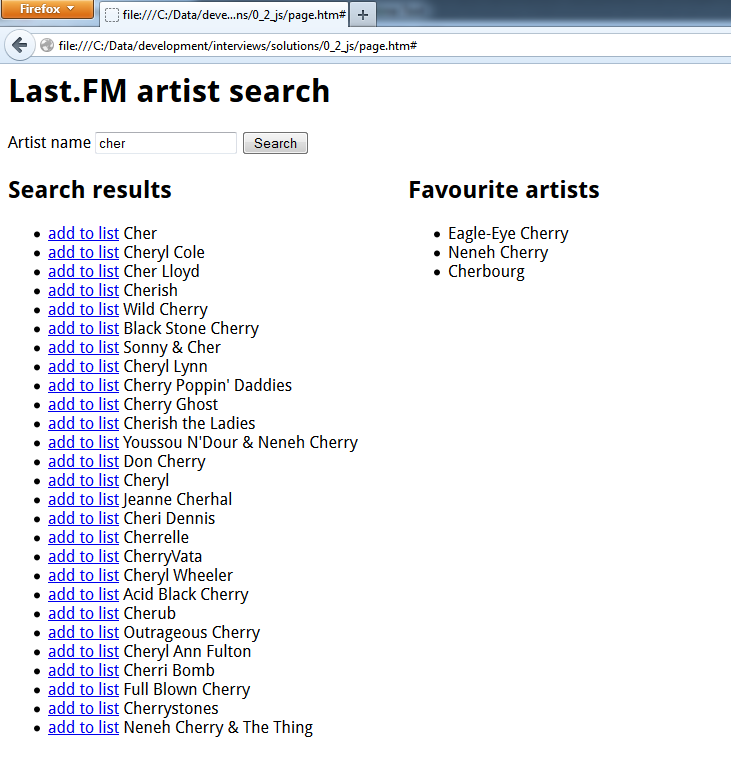 Firefox
file:///C:/Data/deve...ns/0_2_js/page.htm#
file:///C:/Data/development/interviews/solutions/0_2_js/page.htm#
Last.FM artist search
Artist name cher Search
Search results
add to list Cher
add to list Cheryl Cole
add to list Cher Lloyd
add to list Cherish
add to list Wild Cherry
add to list Black Stone Cherry
add to list Sonny & Cher
add to list Cheryl Lynn
add to list Cherry Poppin' Daddies
add to list Cherry Ghost
add to list Cherish the Ladies
add to list Youssou N'Dour & Neneh Cherry
add to list Don Cherry
add to list Cheryl
add to list Jeanne Cherhal
add to list Cheri Dennis
add to list Cherrelle
add to list CherryVata
add to list Cheryl Wheeler
add to list Acid Black Cherry
add to list Cherub
add to list Outrageous Cherry
add to list Cheryl Ann Fulton
add to list Cherri Bomb
add to list Full Blown Cherry
add to list Cherrystones
add to list Neneh Cherry & The Thing
Favourite artists
Eagle-Eye Cherry
Neneh Cherry
Cherbourg